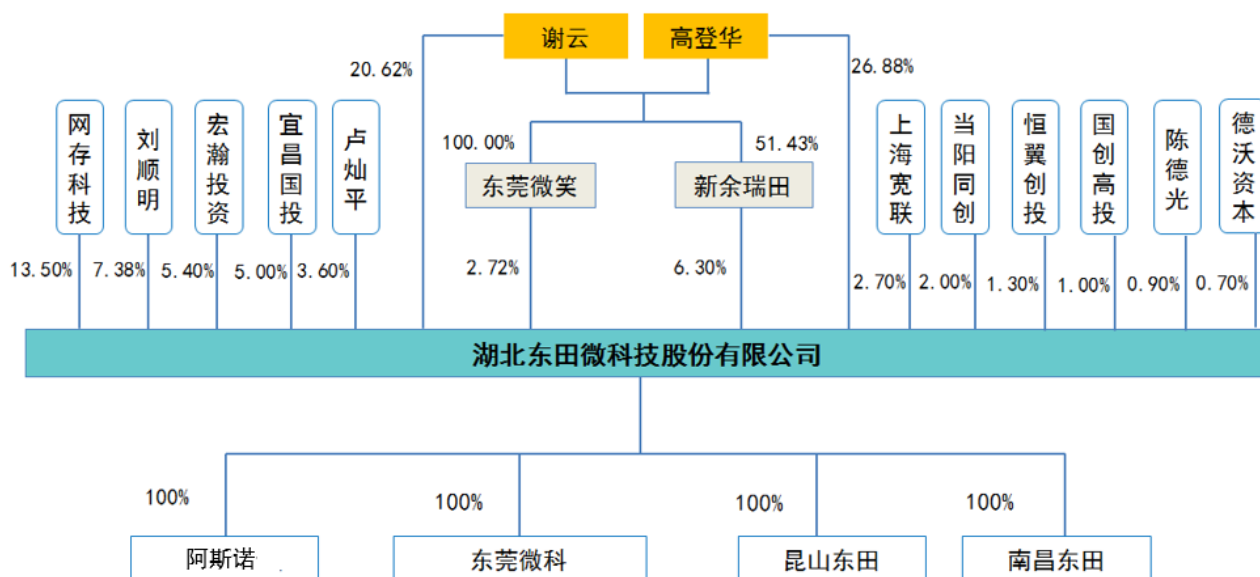 谢云
高登华
20.62%
26.88%
网存科技
刘顺明
宏瀚投资
宜昌国投
卢灿平
上海宽联
当阳同创
恒翼创投
国创高投
陈德光
德沃资本
100.00%
51.43%
东莞微笑
新余瑞田
13.50%
7.38%
5.40%
5.00%
3.60%
2.72%
6.30%
2.70%
2.00%
1.30%
1.00%
0.90%
0.70%
湖北东田微科技股份有限公司
100%
100%
100%
100%
阿斯诺
东莞微科
昆山东田
南昌东田